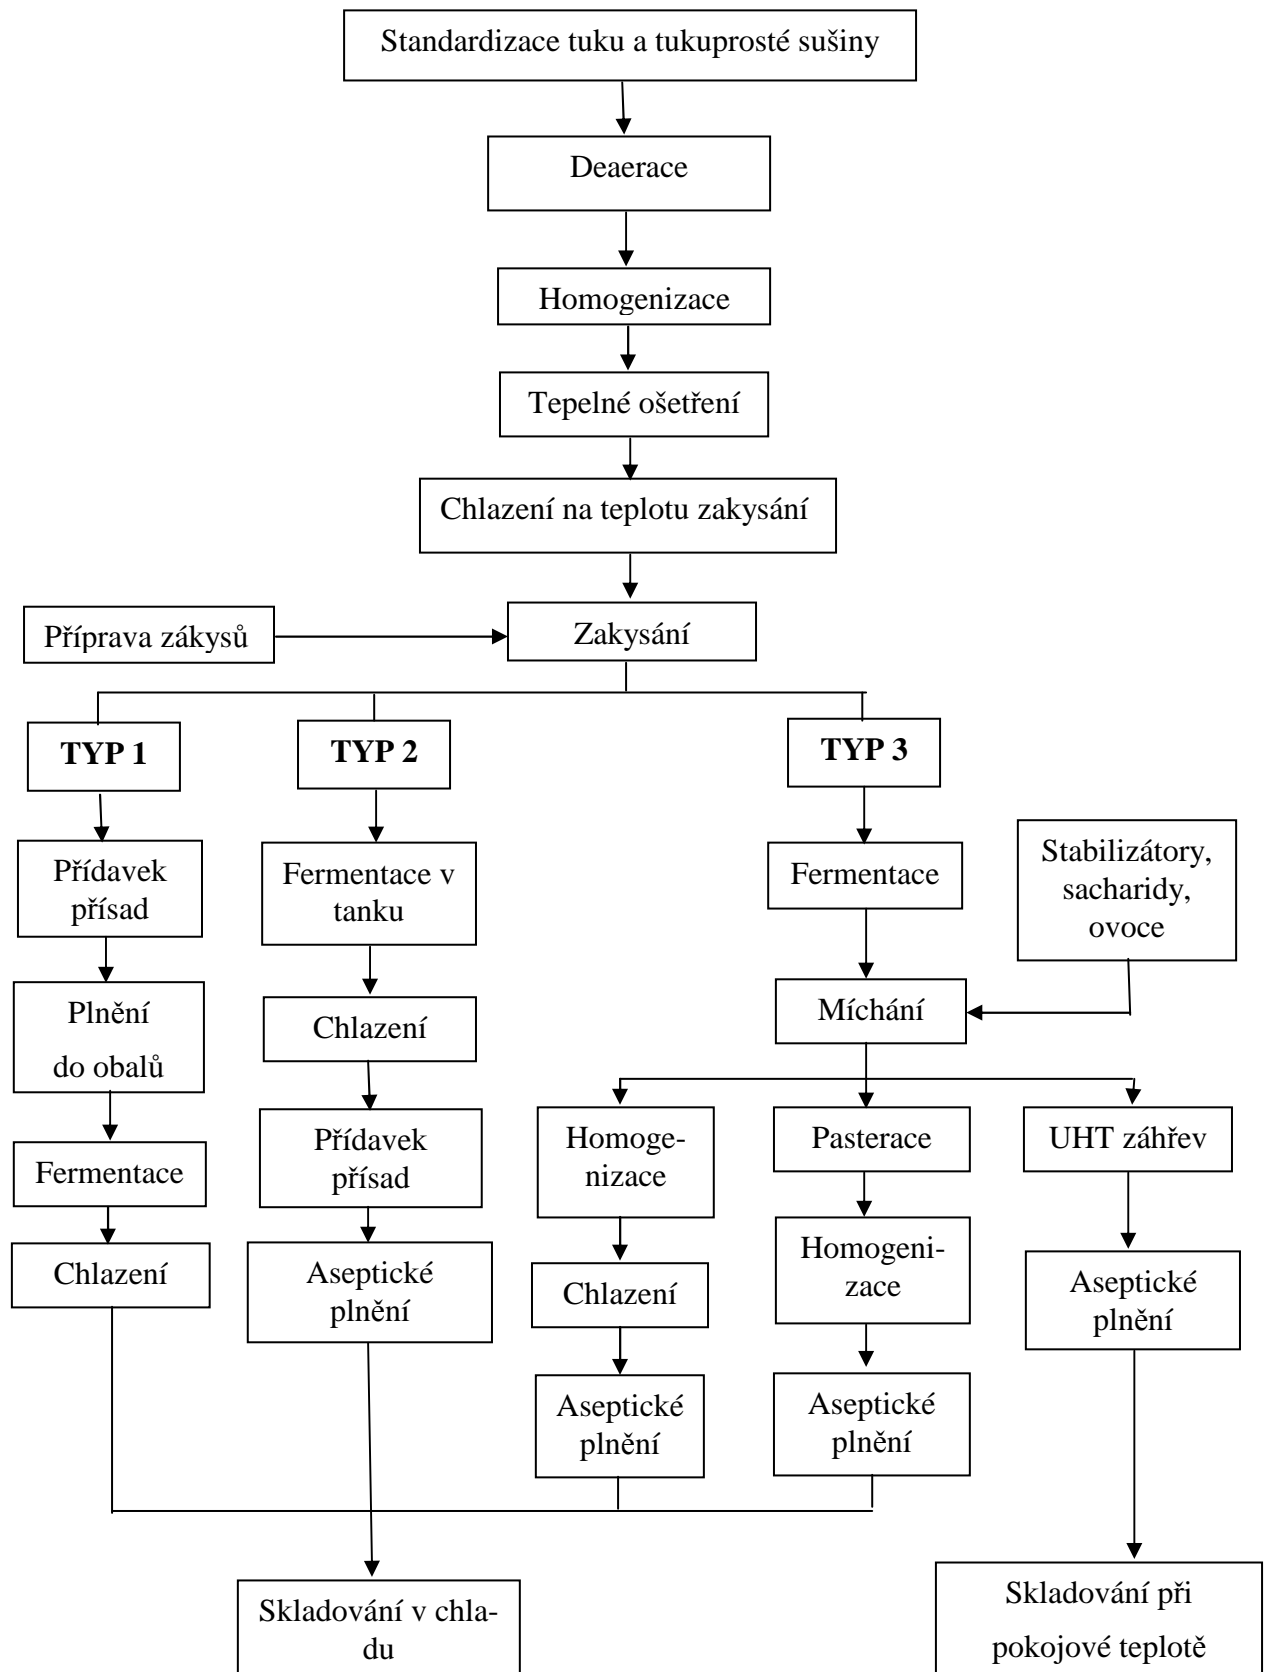 Standardizace tuku a tukuprosté sušiny
Deaerace
Homogenizace
Tepelné ošetření
Chlazení na teplotu zakysání
Příprava zákysů
Zakysání
TYP 1
TYP 2
TYP 3
Přídavek
přísad
Fermentace v
tanku
Fermentace
Stabilizátory,
sacharidy,
ovoce
Plnění
do obalů
Chlazení
Míchání
Fermentace
Přídavek
přísad
Homoge-
nizace
Pasterace
UHT záhřev
Chlazení
Aseptické
plnění
Chlazení
Homogeni-
zace
Aseptické
plnění
Aseptické
plnění
Aseptické
plnění
Skladování v chla-
du
Skladování při
pokojové teplotě